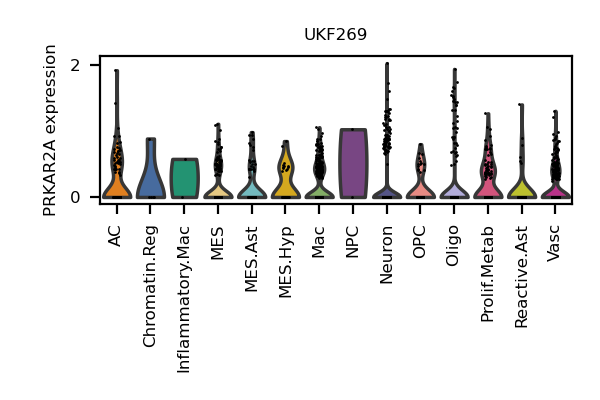 UKF269
PRKAR2A expression
2
0
AC
Chromatin.Reg
Inflammatory.Mac
MES
MES.Ast
MES.Hyp
Mac
NPC
Neuron
OPC
Oligo
Prolif.Metab
Reactive.Ast
Vasc